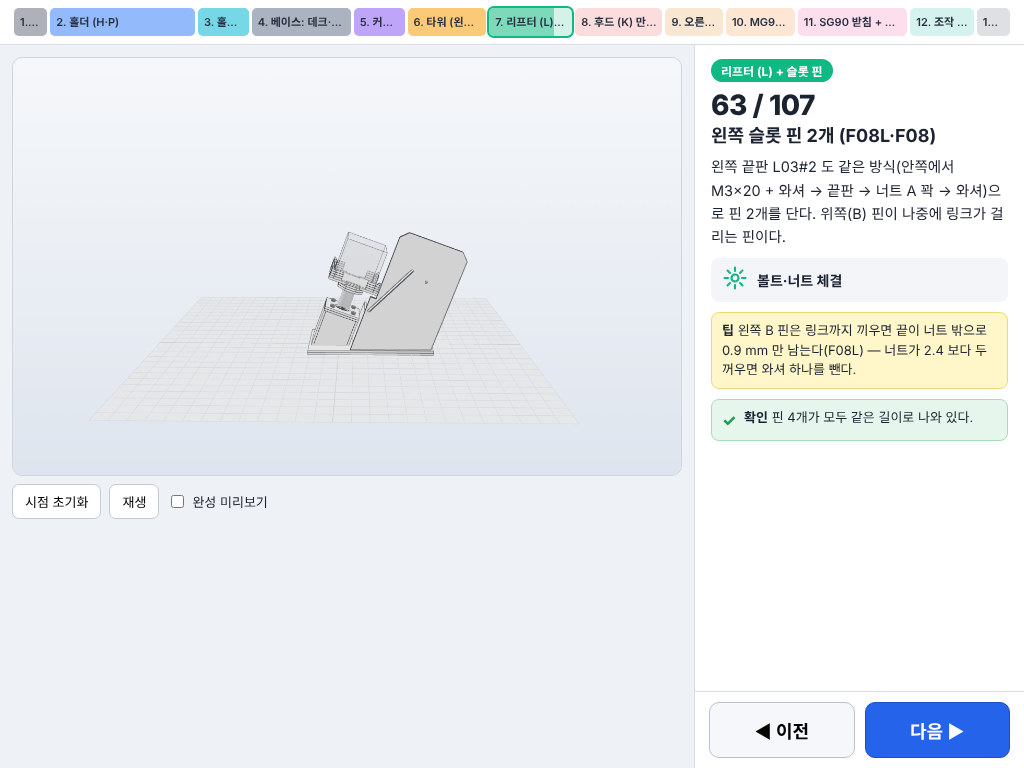 1....
2. 홀더 (H·P)
3. 홀...
4. 베이스: 데크·...
5. 커...
6. 타워 (왼...
7. 리프터 (L)...
8. 후드 (K) 만...
9. 오른...
10. MG9...
11. SG90 받침 + ...
12. 조작 ...
1...
리프터 (L) + 슬롯 핀
63 / 107
왼쪽 슬롯 핀 2개 (F08L·F08)
왼쪽 끝판 L03#2 도 같은 방식(안쪽에서
M3×20 + 와셔 → 끝판 → 너트 A 꽉 → 와셔)으
로 핀 2개를 단다. 위쪽(B) 핀이 나중에 링크가 걸
리는 핀이다.
볼트·너트 체결
팁 왼쪽 B 핀은 링크까지 끼우면 끝이 너트 밖으로
0.9 mm 만 남는다(F08L) — 너트가 2.4 보다 두
꺼우면 와셔 하나를 뺀다.
확인 핀 4개가 모두 같은 길이로 나와 있다.
시점 초기화
재생
완성 미리보기
◀ 이전
다음 ▶